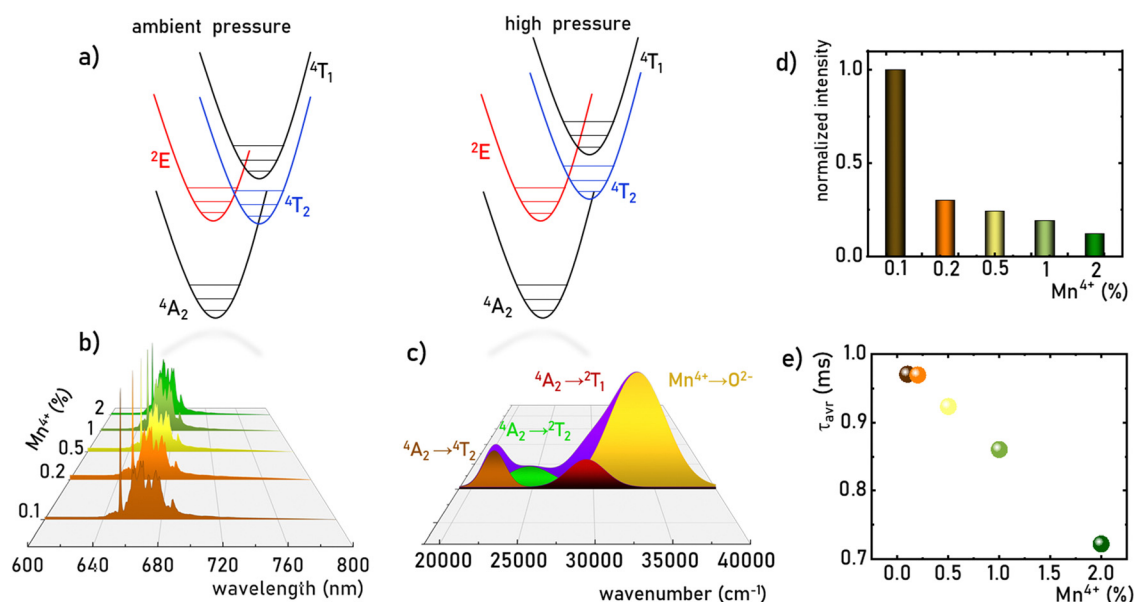 ambient pressure
high pressure
a)
⁴T₁
²E
⁴T₂
⁴A₂
⁴T₁
²E
⁴T₂
⁴A₂
b)
Mn⁴⁺ (%)
2
1
0.5
0.2
0.1
600 640 680 720 760 800
wavelength (nm)
c)
⁴A₂→²T₁
Mn⁴⁺→O²⁻
⁴A₂→²T₂
⁴A₂→⁴T₂
20000 25000 30000 35000 40000
wavenumber (cm⁻¹)
d)
normalized intensity
1.0
0.5
0.0
0.1 0.2 0.5 1 2
Mn⁴⁺ (%)
e)
τavr (ms)
1.0
0.9
0.8
0.7
0.0 0.5 1.0 1.5 2.0
Mn⁴⁺ (%)